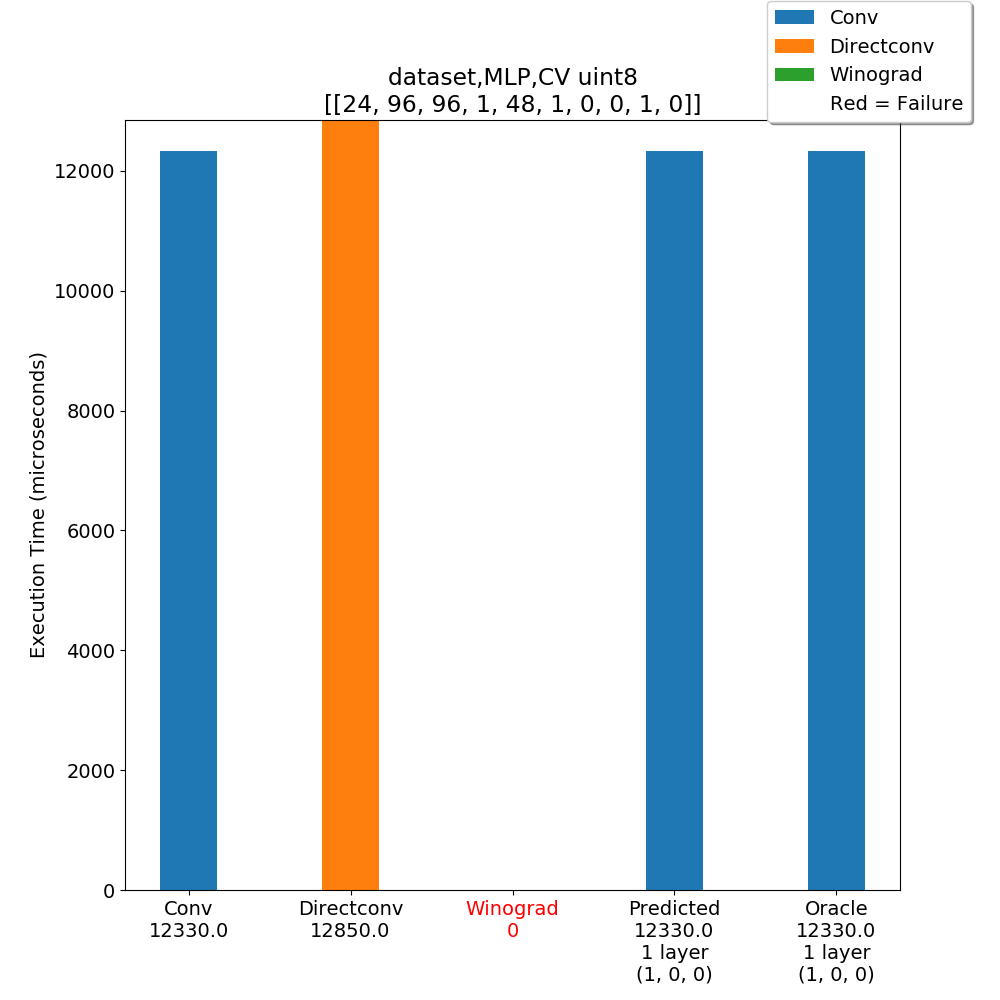 Conv
Directconv
Winograd
Red = Failure
dataset,MLP,CV uint8
[[24, 96, 96, 1, 48, 1, 0, 0, 1, 0]]
Execution Time (microseconds)
12000
10000
8000
6000
4000
2000
0
Conv
12330.0
Directconv
12850.0
Winograd
0
Predicted
12330.0
1 layer
(1, 0, 0)
Oracle
12330.0
1 layer
(1, 0, 0)